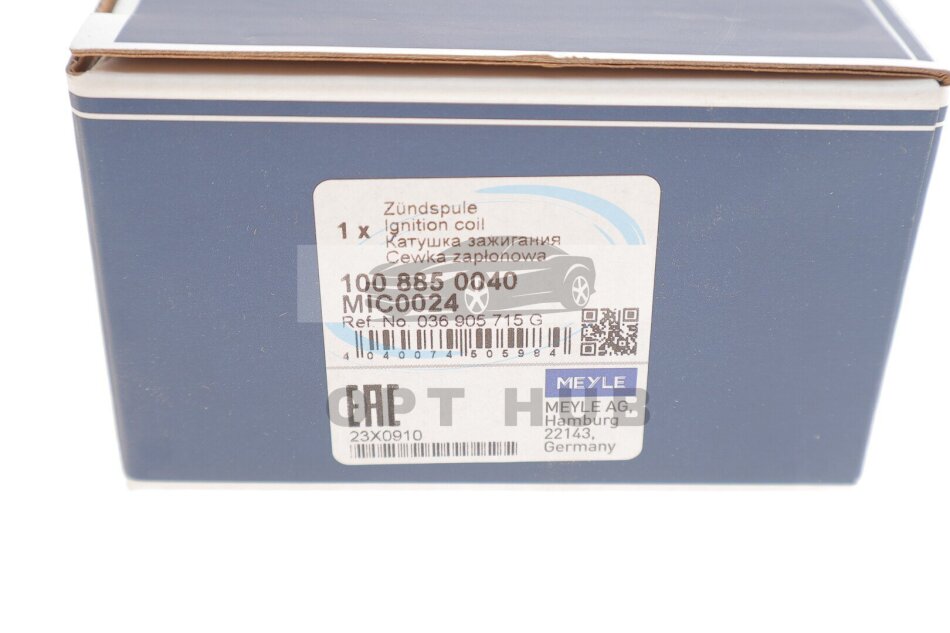 Zündspule
1 x Ignition coil
Катушка зажигания
Cewka zapłonowa
100 885 0040
MIC0024
Ref. No. 036 905 715 G
4 040074 505984
MEYLE
EAC
OPT HUB
MEYLE AG,
Hamburg
22143,
Germany
23X0910